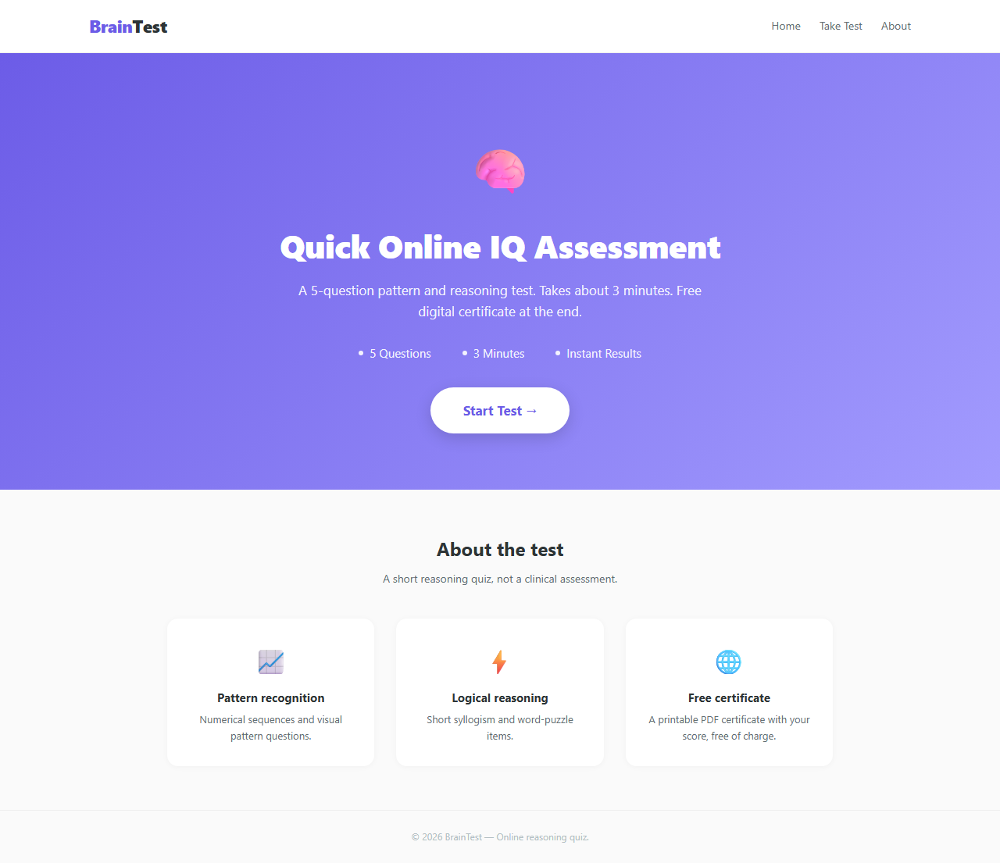 BrainTest
Home
Take Test
About
Quick Online IQ Assessment
A 5-question pattern and reasoning test. Takes about 3 minutes. Free
digital certificate at the end.
5 Questions
3 Minutes
Instant Results
Start Test →
About the test
A short reasoning quiz, not a clinical assessment.
Pattern recognition
Numerical sequences and visual
pattern questions.
Logical reasoning
Short syllogism and word-puzzle
items.
Free certificate
A printable PDF certificate with your
score, free of charge.
© 2026 BrainTest — Online reasoning quiz.